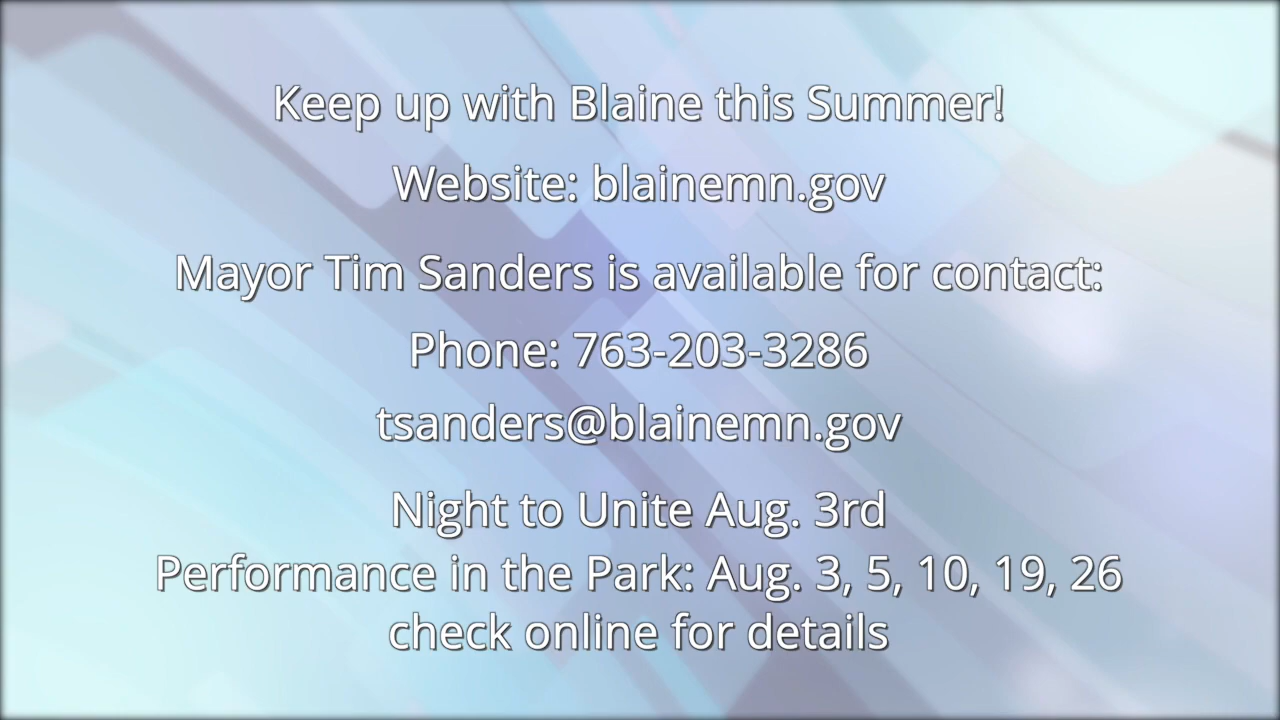 Keep up with Blaine this Summer!
Website: blainemn.gov
Mayor Tim Sanders is available for contact:
Phone: 763-203-3286
tsanders@blainemn.gov
Night to Unite Aug. 3rd
Performance in the Park: Aug. 3, 5, 10, 19, 26
check online for details